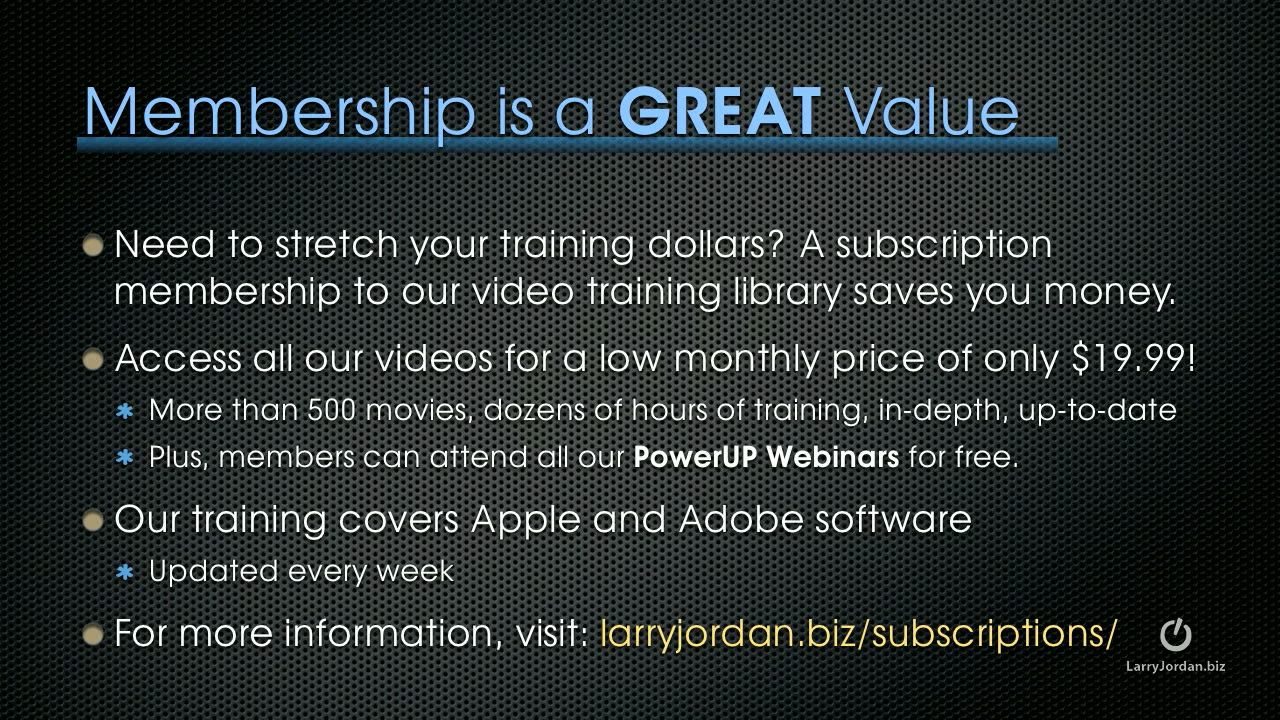 Membership is a GREAT Value
Need to stretch your training dollars? A subscription
membership to our video training library saves you money.
Access all our videos for a low monthly price of only $19.99!
More than 500 movies, dozens of hours of training, in-depth, up-to-date
Plus, members can attend all our PowerUP Webinars for free.
Our training covers Apple and Adobe software
Updated every week
For more information, visit: larryjordan.biz/subscriptions/
LarryJordan.biz